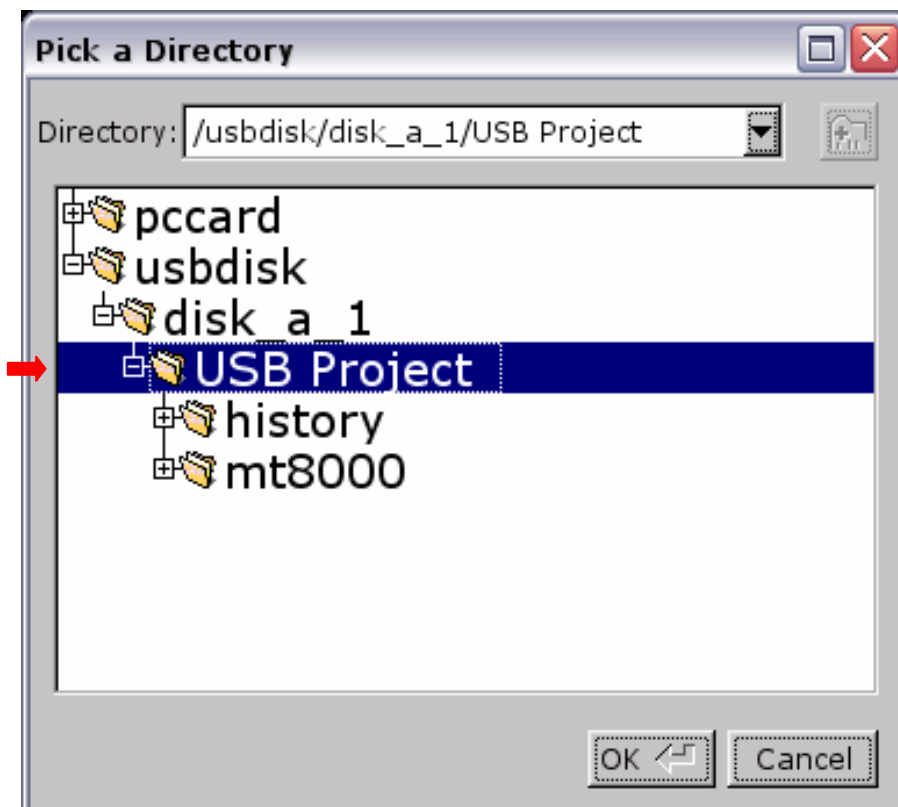 Pick a Directory
Directory: /usbdisk/disk_a_1/USB Project
pccard
usbdisk
disk_a_1
USB Project
history
mt8000
OK Cancel